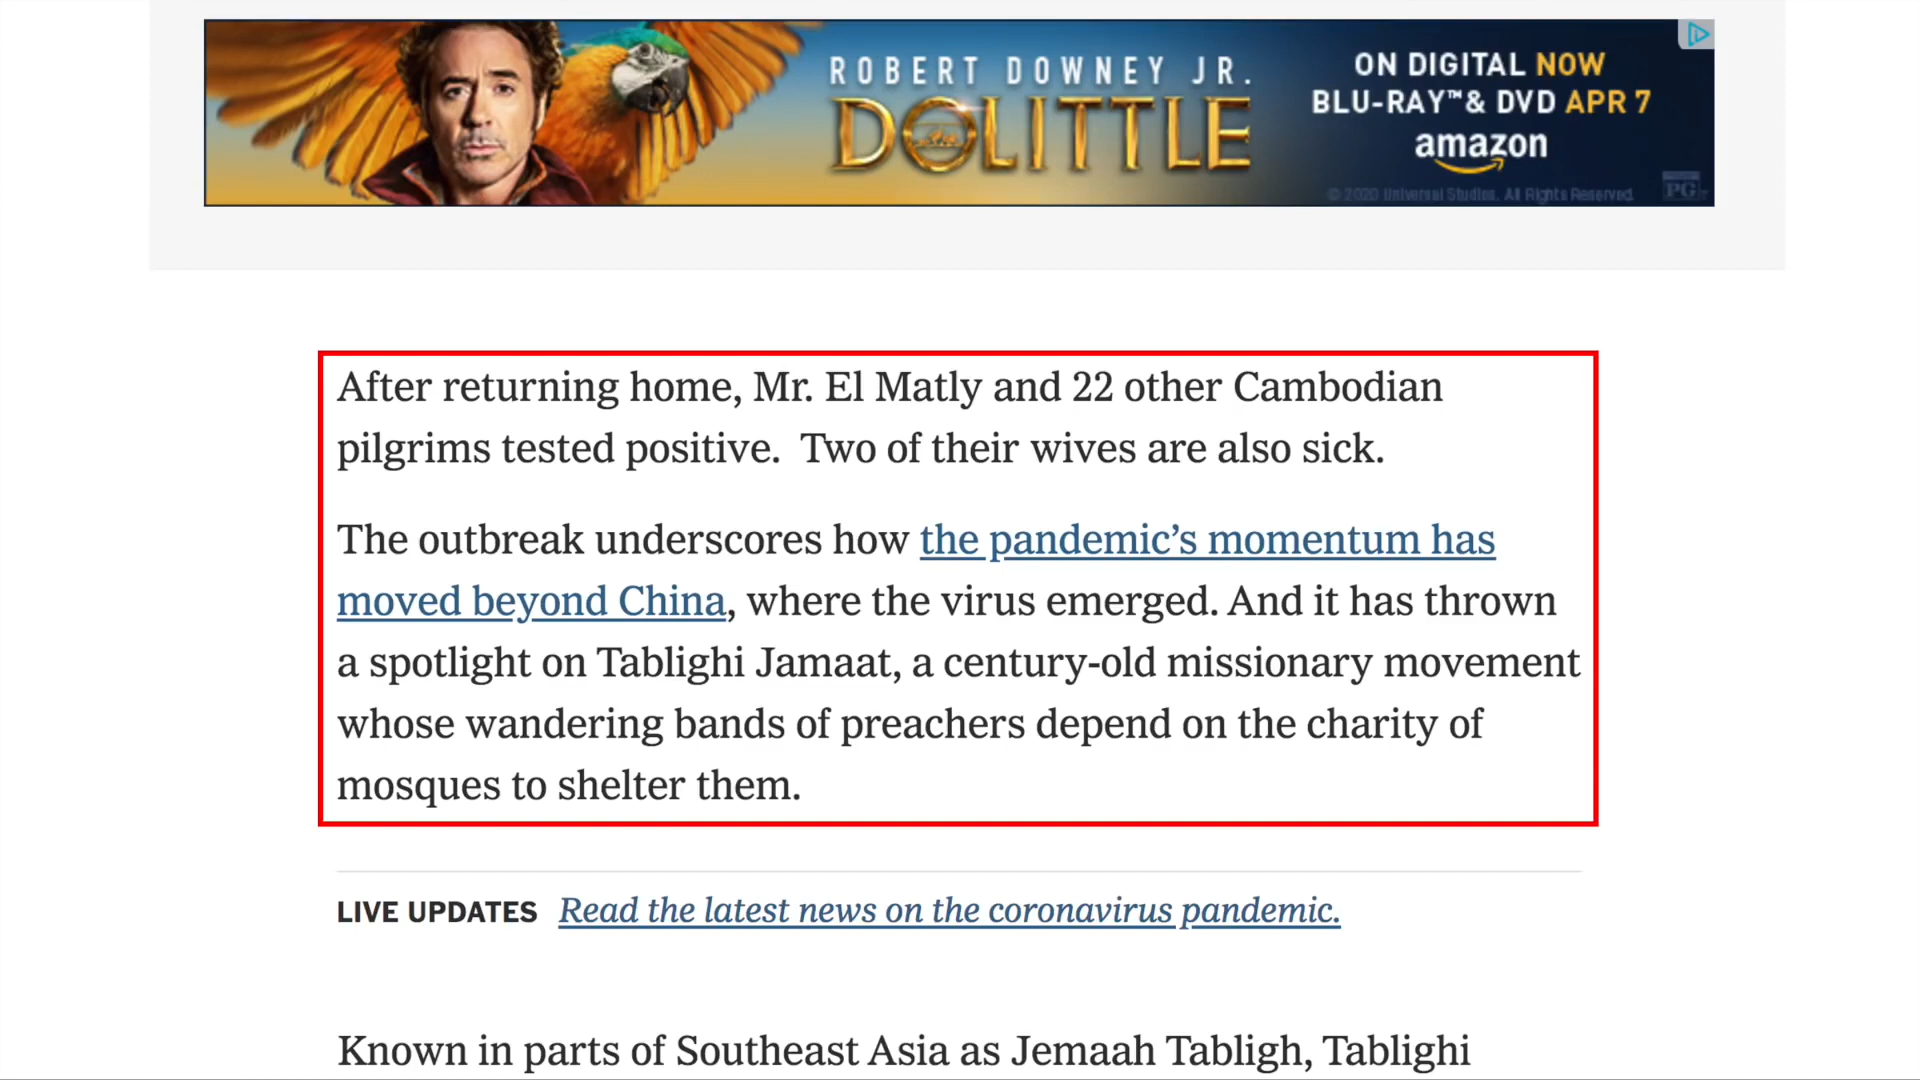 ROBERT DOWNEY JR.
DOLITTLE
ON DIGITAL NOW
BLU-RAY™ & DVD APR 7
amazon
© 2020 Universal Studios. All Rights Reserved.
PG
After returning home, Mr. El Matly and 22 other Cambodian
pilgrims tested positive.  Two of their wives are also sick.
The outbreak underscores how the pandemic’s momentum has
moved beyond China, where the virus emerged. And it has thrown
a spotlight on Tablighi Jamaat, a century-old missionary movement
whose wandering bands of preachers depend on the charity of
mosques to shelter them.
LIVE UPDATES Read the latest news on the coronavirus pandemic.
Known in parts of Southeast Asia as Jemaah Tabligh, Tablighi